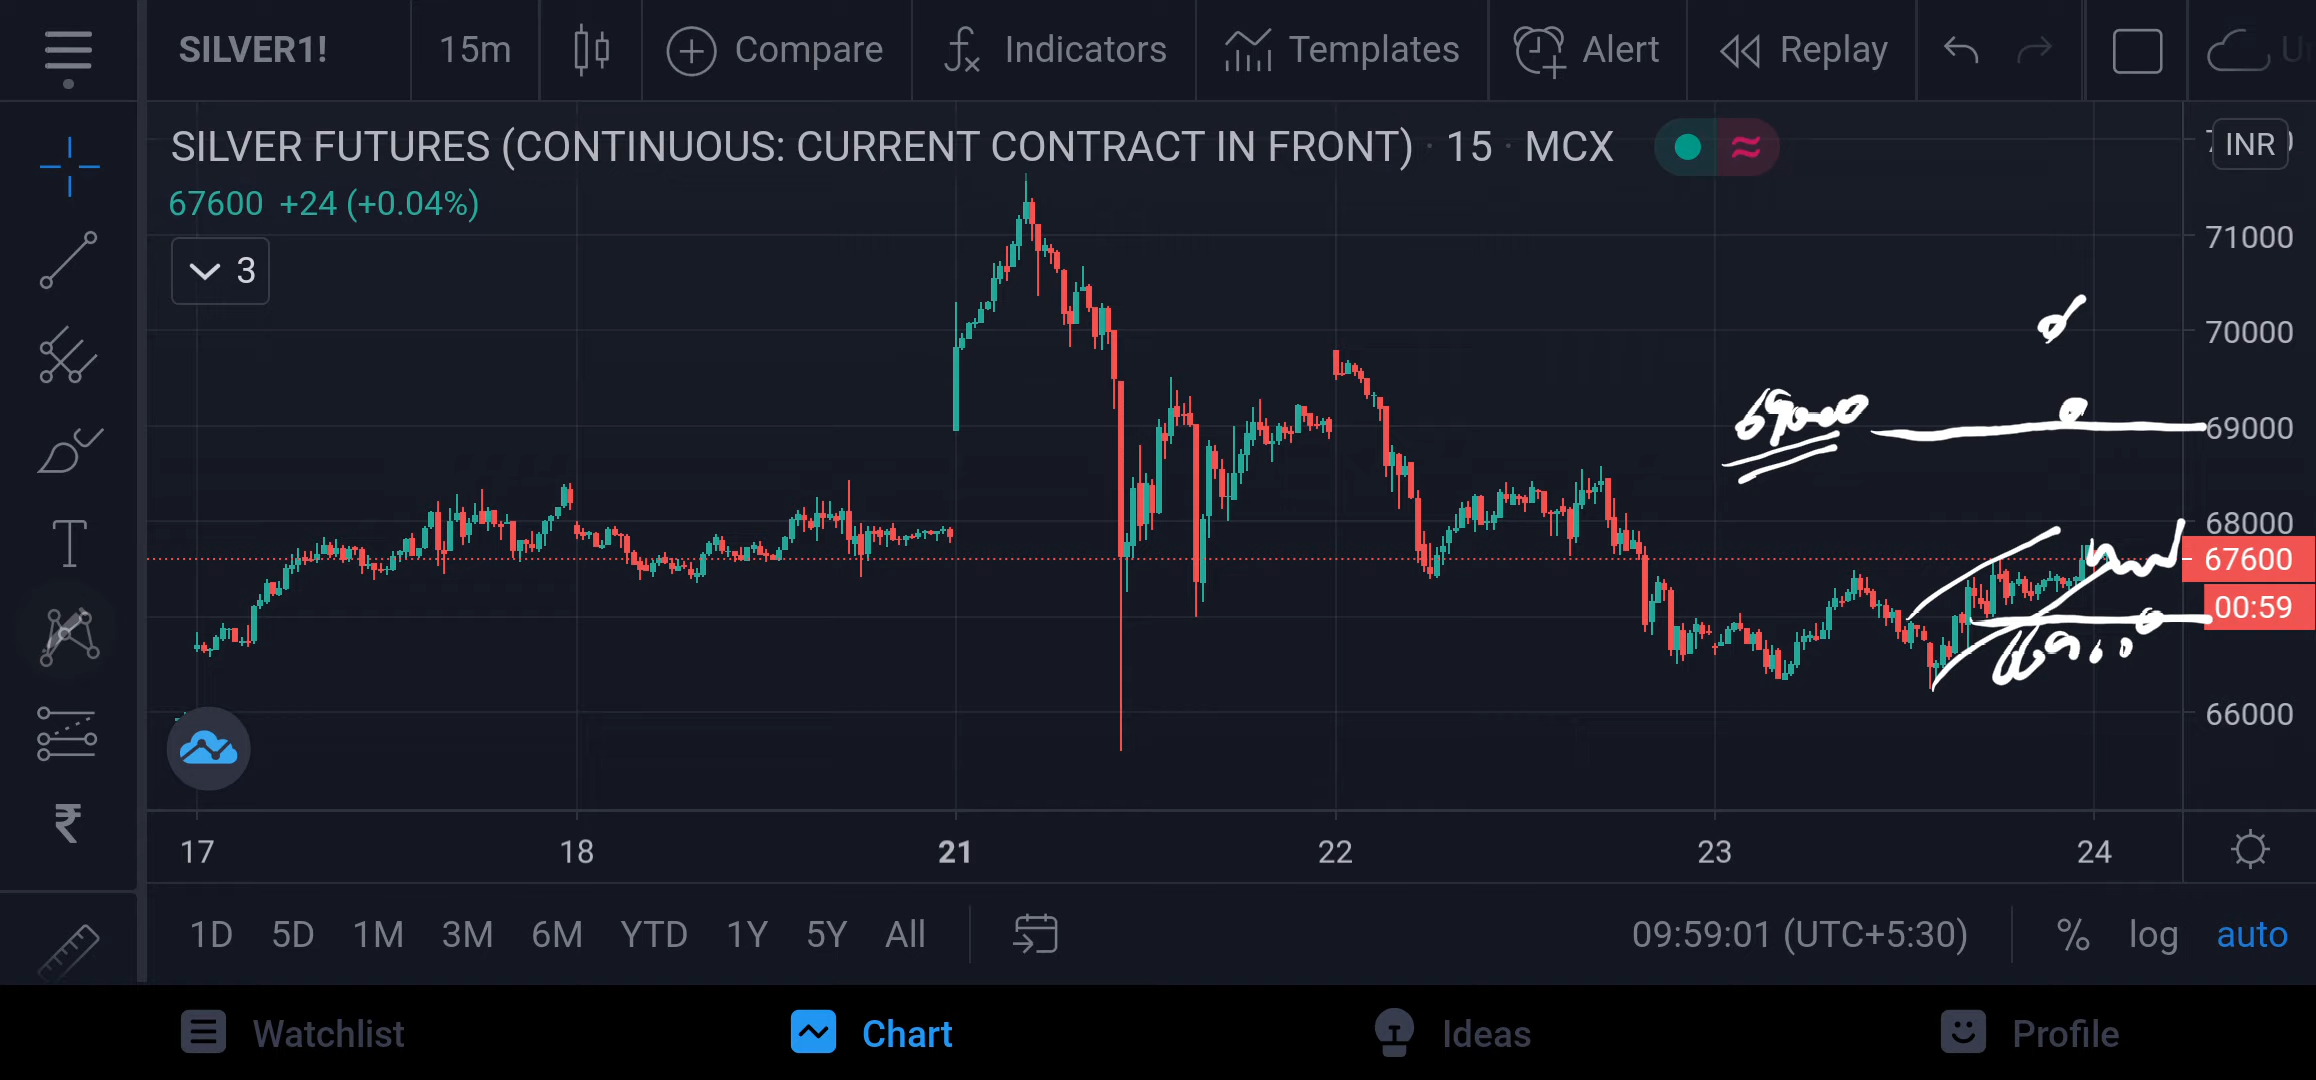 SILVER1! 15m Compare Indicators Templates Alert Replay
SILVER FUTURES (CONTINUOUS: CURRENT CONTRACT IN FRONT) · 15 · MCX
INR
67600 +24 (+0.04%)
3
71000
70000
69000
69000
68000
67600
00:59
66000
17 18 21 22 23 24
1D 5D 1M 3M 6M YTD 1Y 5Y All
09:59:01 (UTC+5:30) % log auto
Watchlist Chart Ideas Profile